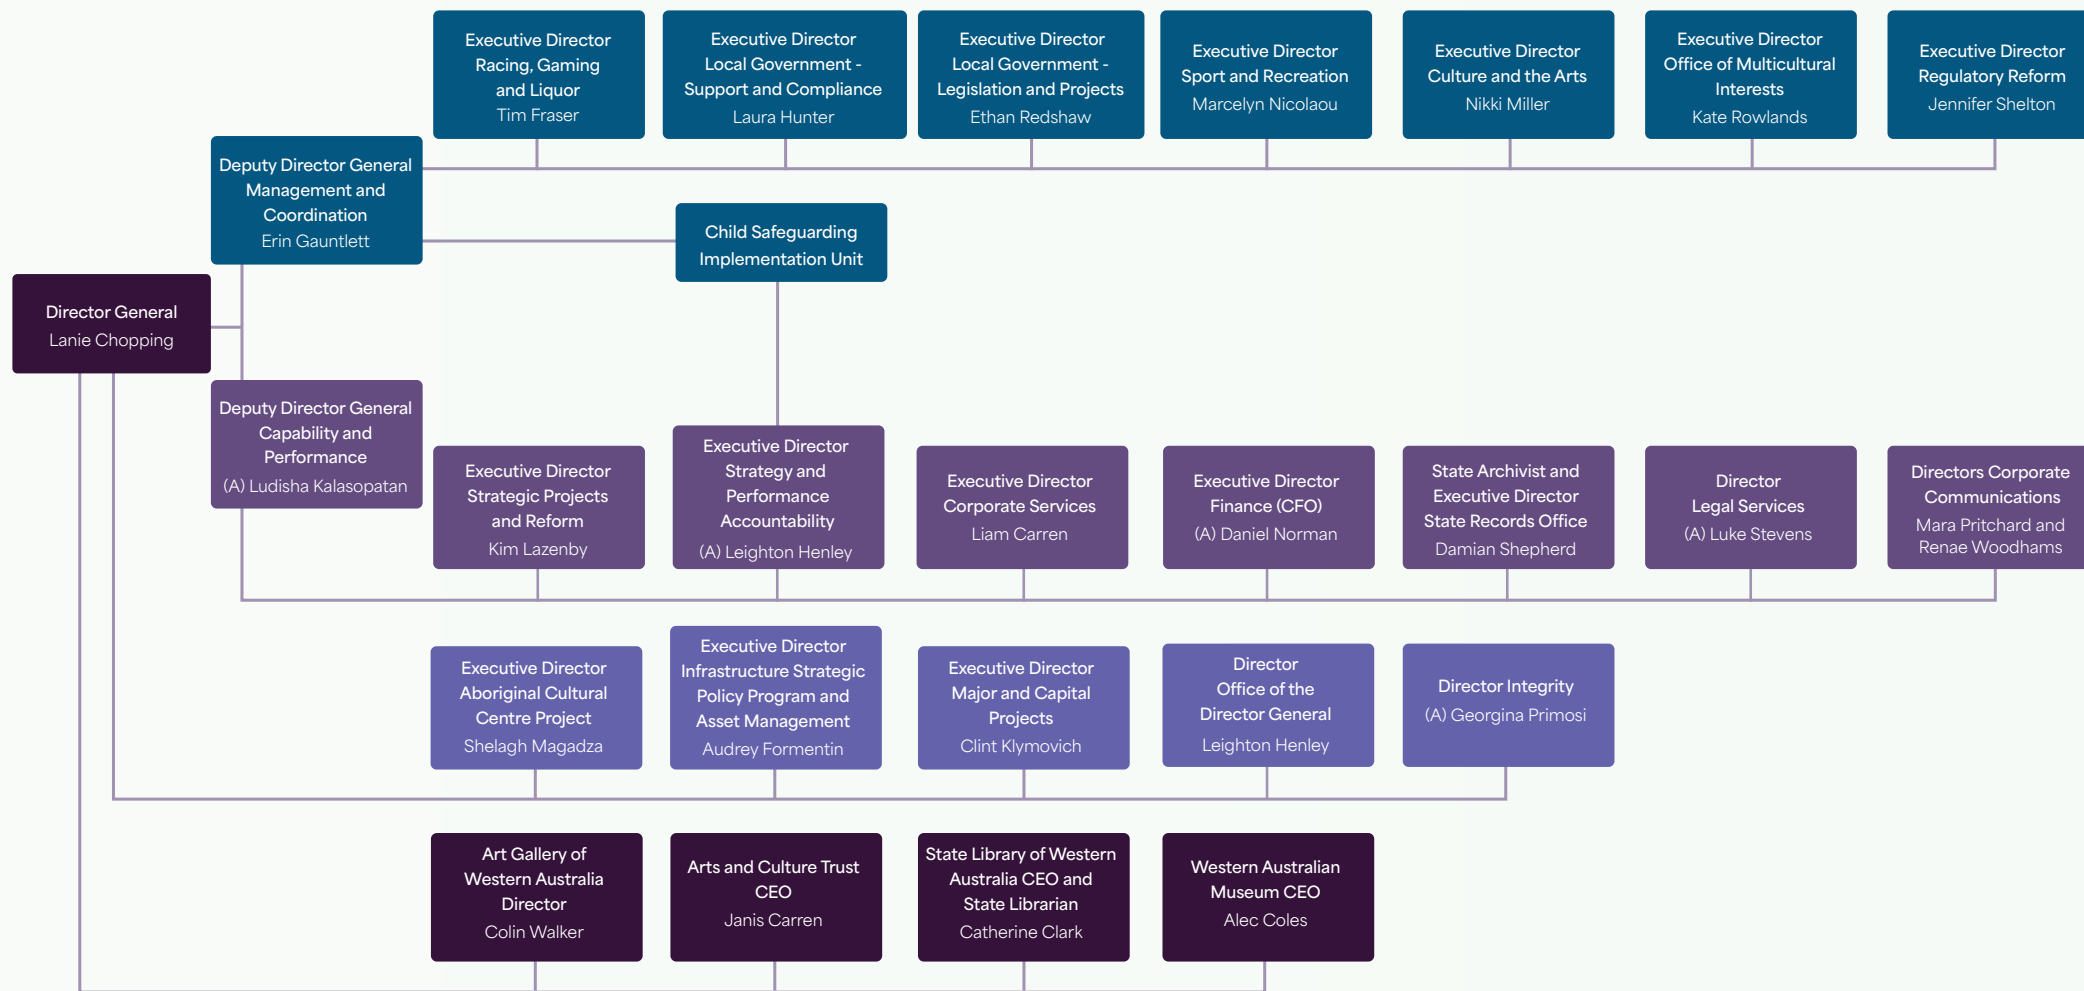 Executive Director
Racing, Gaming
and Liquor
Tim Fraser
Executive Director
Local Government -
Support and Compliance
Laura Hunter
Executive Director
Local Government -
Legislation and Projects
Ethan Redshaw
Executive Director
Sport and Recreation
Marcelyn Nicolaou
Executive Director
Culture and the Arts
Nikki Miller
Executive Director
Office of Multicultural
Interests
Kate Rowlands
Executive Director
Regulatory Reform
Jennifer Shelton
Deputy Director General
Management and
Coordination
Erin Gauntlett
Child Safeguarding
Implementation Unit
Director General
Lanie Chopping
Deputy Director General
Capability and
Performance
(A) Ludisha Kalasopatan
Executive Director
Strategic Projects
and Reform
Kim Lazenby
Executive Director
Strategy and
Performance
Accountability
(A) Leighton Henley
Executive Director
Corporate Services
Liam Carren
Executive Director
Finance (CFO)
(A) Daniel Norman
State Archivist and
Executive Director
State Records Office
Damian Shepherd
Director
Legal Services
(A) Luke Stevens
Directors Corporate
Communications
Mara Pritchard and
Renae Woodhams
Executive Director
Aboriginal Cultural
Centre Project
Shelagh Magadza
Executive Director
Infrastructure Strategic
Policy Program and
Asset Management
Audrey Formentin
Executive Director
Major and Capital
Projects
Clint Klymovich
Director
Office of the
Director General
Leighton Henley
Director Integrity
(A) Georgina Primosi
Art Gallery of
Western Australia
Director
Colin Walker
Arts and Culture Trust
CEO
Janis Carren
State Library of Western
Australia CEO and
State Librarian
Catherine Clark
Western Australian
Museum CEO
Alec Coles